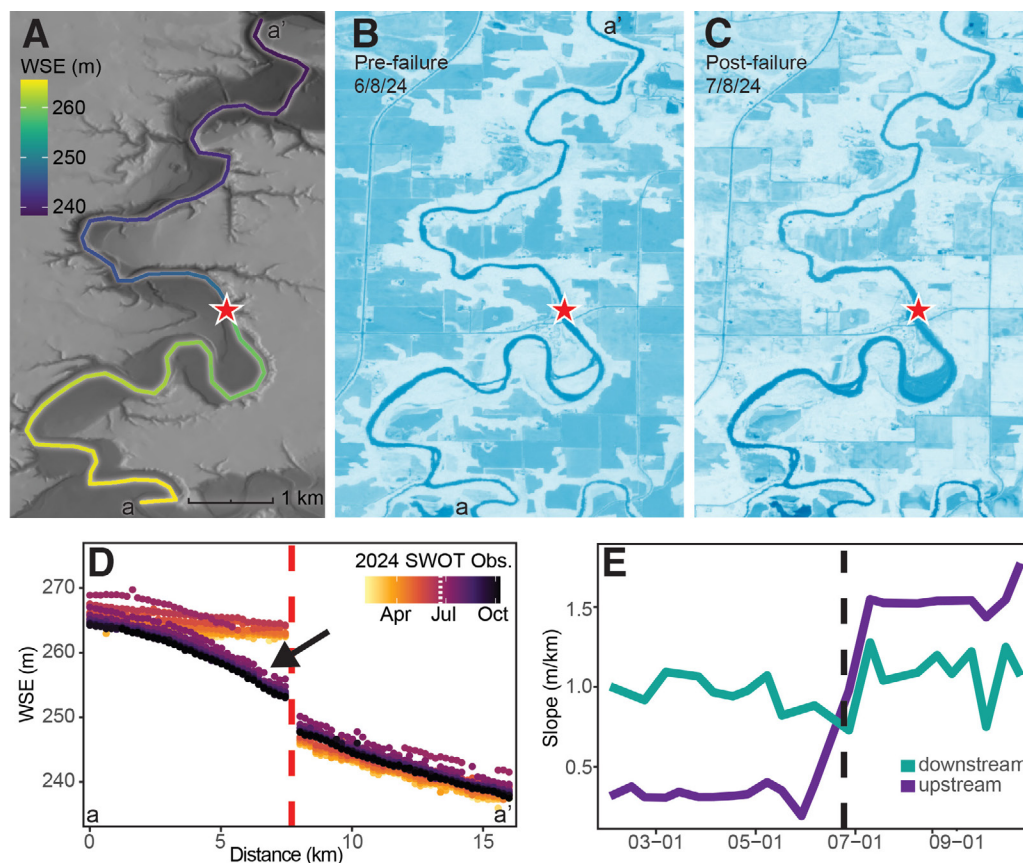 A
WSE (m)
260
250
240
a'
a
1 km
B
Pre-failure
6/8/24
a'
a
C
Post-failure
7/8/24
D
2024 SWOT Obs.
Apr Jul Oct
WSE (m)
270
260
250
240
a
a'
0 5 10 15
Distance (km)
E
Slope (m/km)
1.5
1.0
0.5
downstream
upstream
03-01 05-01 07-01 09-01